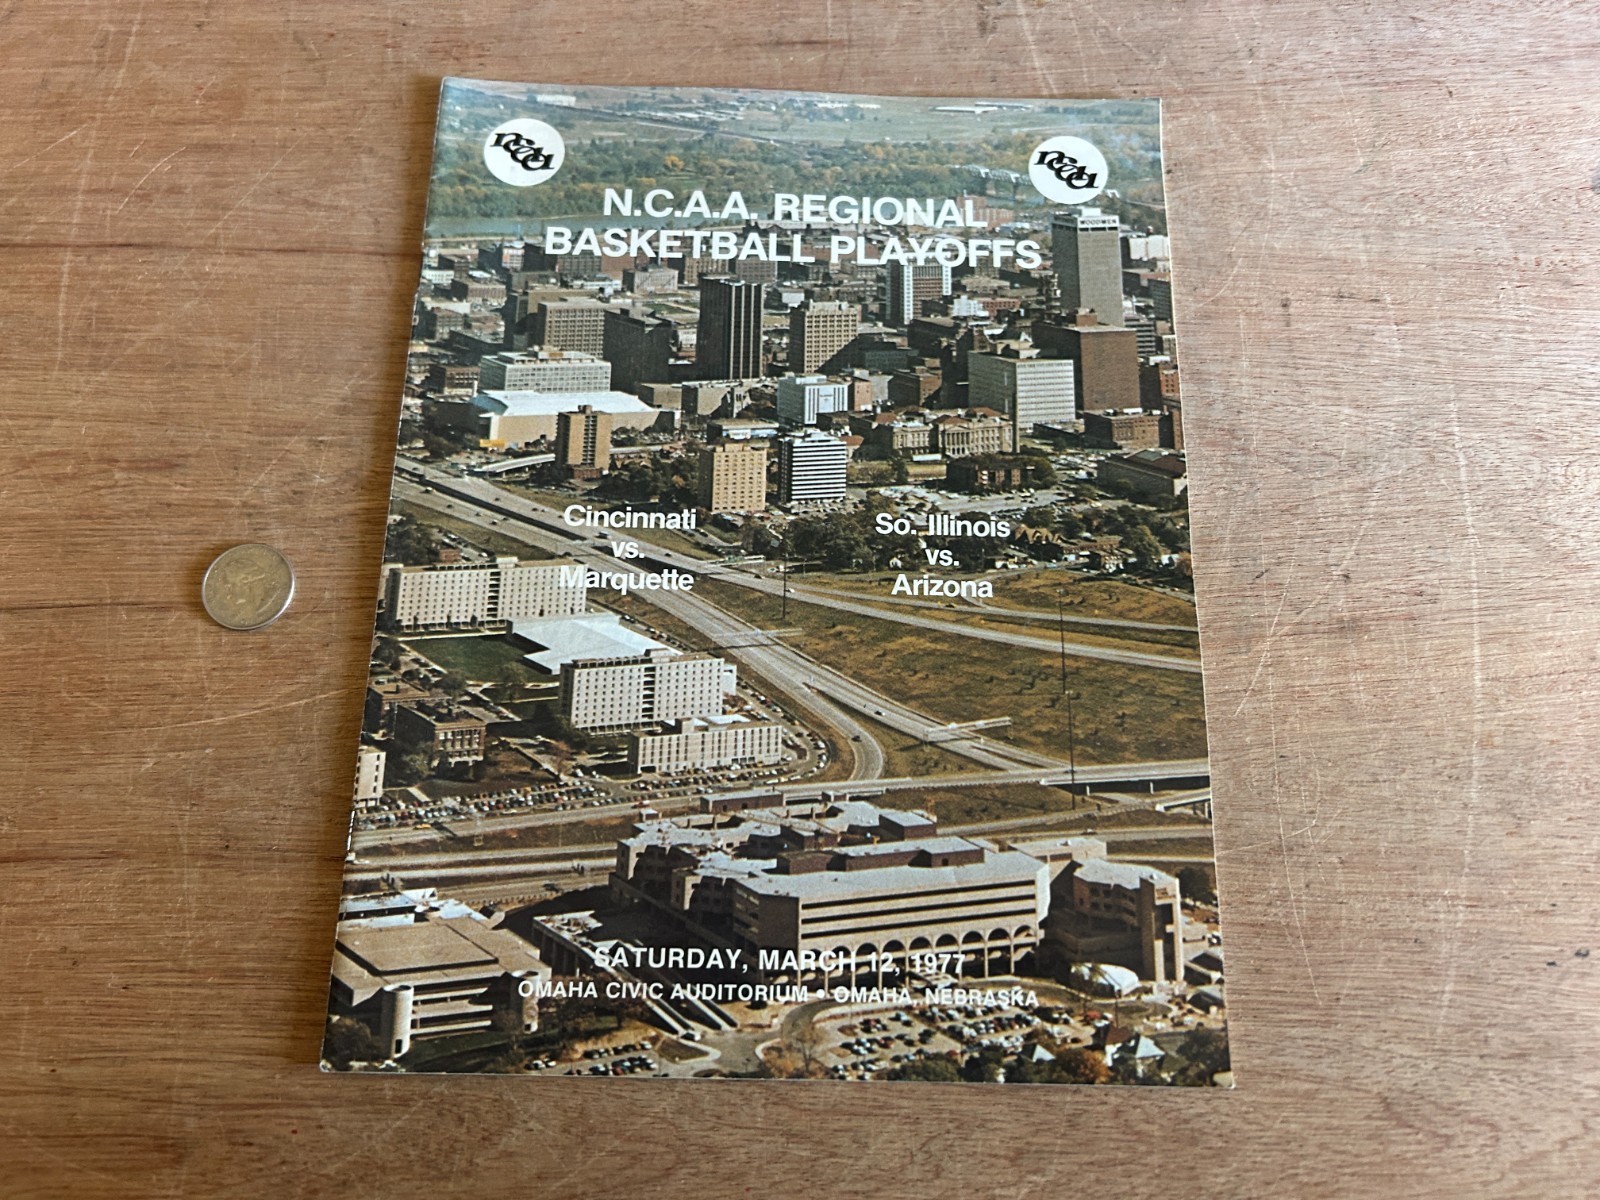 ncaa
ncaa
N.C.A.A. REGIONAL
BASKETBALL PLAYOFFS
WOODMEN
Cincinnati
vs.
Marquette
So. Illinois
vs.
Arizona
SATURDAY, MARCH 12, 1977
OMAHA CIVIC AUDITORIUM • OMAHA, NEBRASKA